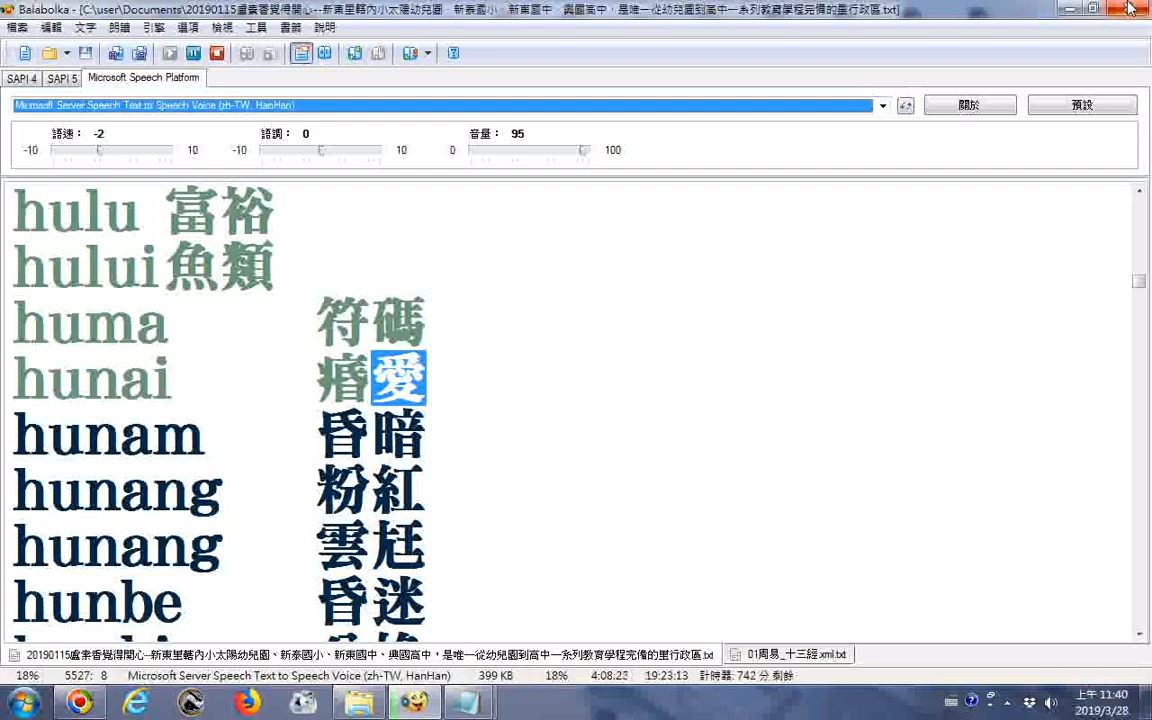 Balabolka - [C:\user\Documents\20190115盧素香覺得開心--新東里轄內小太陽幼兒園、新泰國小、新東國中、興國高中，是唯一從幼兒園到高中一系列教育學程完備的里行政區.txt]
檔案 編輯 文字 朗讀 引擎 選項 檢視 工具 書籤 說明
SAPI 4 SAPI 5 Microsoft Speech Platform
Microsoft Server Speech Text to Speech Voice (zh-TW, HanHan) 關於 預設
語速： -2 語調： 0 音量： 95
-10 10 -10 10 0 100
hulu 富裕
hului 魚類
huma 符碼
hunai 痻愛
hunam 昏暗
hunang 粉紅
hunang 雲尪
hunbe 昏迷
20190115盧素香覺得開心--新東里轄內小太陽幼兒園、新泰國小、新東國中、興國高中，是唯一從幼兒園到高中一系列教育學程完備的里行政區.txt 01周易_十三經.xml.txt
18% 5527: 8 Microsoft Server Speech Text to Speech Voice (zh-TW, HanHan) 399 KB 18% 4:08.23 19:23:13 計時器: 742 分 剩餘
上午 11:40
2019/3/28